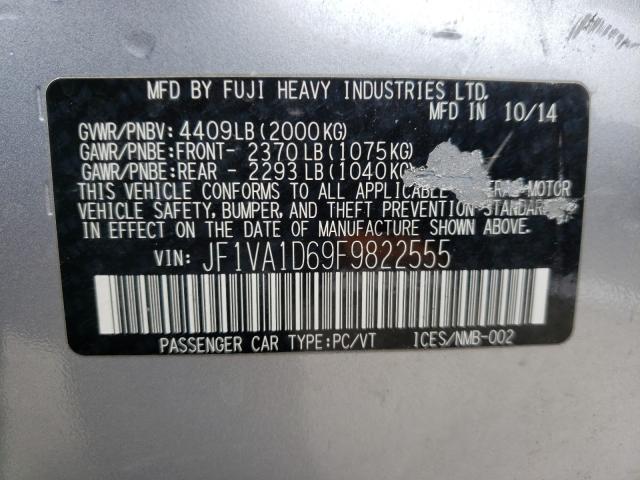 MFD BY FUJI HEAVY INDUSTRIES LTD.
MFD IN 10/14
GVWR/PNBV: 4409LB(2000KG)
GAWR/PNBE:FRONT- 2370LB(1075KG)
GAWR/PNBE:REAR - 2293LB(1040KG)
THIS VEHICLE CONFORMS TO ALL APPLICABLE MOTOR
VEHICLE SAFETY, BUMPER, AND THEFT PREVENTION STANDARDS
IN EFFECT ON THE DATE OF MANUFACTURE SHOWN ABOVE.
VIN: JF1VA1D69F9822555
PASSENGER CAR TYPE:PC/VT ICES/NMB-002